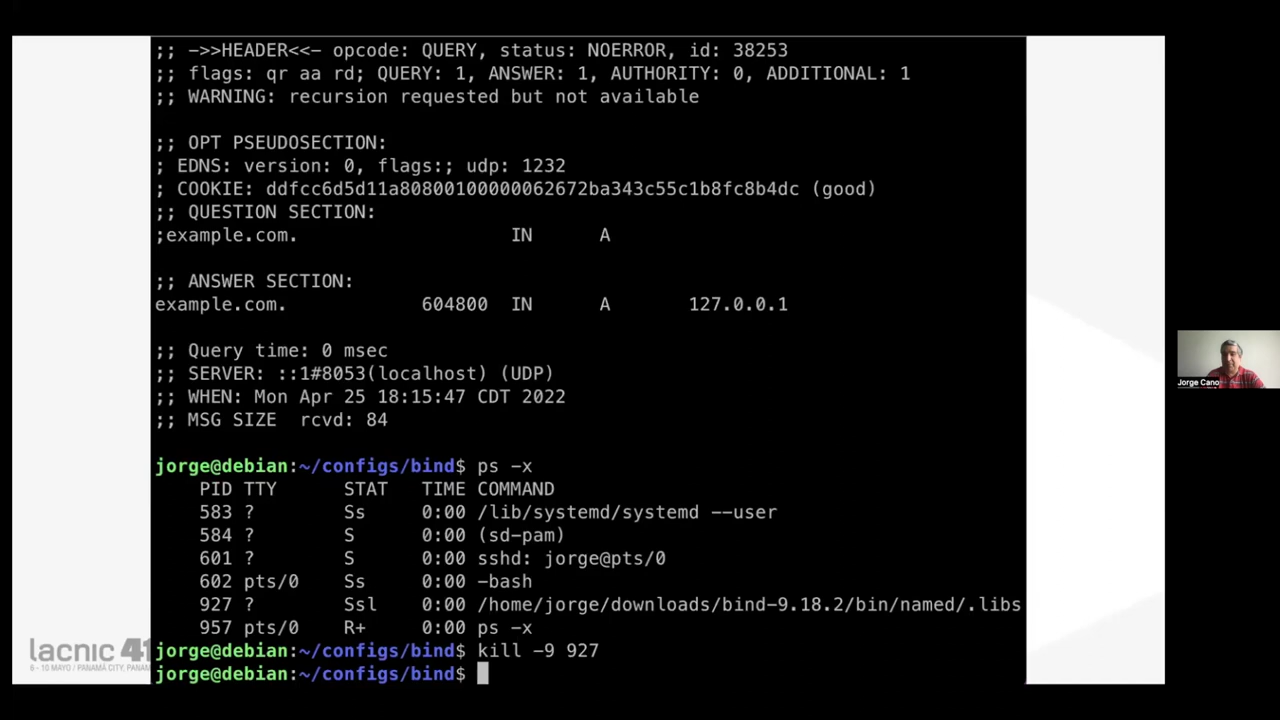 ;; ->>HEADER<<- opcode: QUERY, status: NOERROR, id: 38253
;; flags: qr aa rd; QUERY: 1, ANSWER: 1, AUTHORITY: 0, ADDITIONAL: 1
;; WARNING: recursion requested but not available
;; OPT PSEUDOSECTION:
; EDNS: version: 0, flags:; udp: 1232
; COOKIE: ddfcc6d5d11a80800100000062672ba343c55c1b8fc8b4dc (good)
;; QUESTION SECTION:
;example.com. IN A
;; ANSWER SECTION:
example.com. 604800 IN A 127.0.0.1
;; Query time: 0 msec
;; SERVER: ::1#8053(localhost) (UDP)
;; WHEN: Mon Apr 25 18:15:47 CDT 2022
;; MSG SIZE rcvd: 84
jorge@debian:~/configs/bind$ ps -x
PID TTY STAT TIME COMMAND
583 ? Ss 0:00 /lib/systemd/systemd --user
584 ? S 0:00 (sd-pam)
601 ? S 0:00 sshd: jorge@pts/0
602 pts/0 Ss 0:00 -bash
927 ? Ssl 0:00 /home/jorge/downloads/bind-9.18.2/bin/named/.libs
957 pts/0 R+ 0:00 ps -x
jorge@debian:~/configs/bind$ kill -9 927
jorge@debian:~/configs/bind$
lacnic 41
6 - 10 MAYO / PANAMÁ CITY,
Jorge Cano